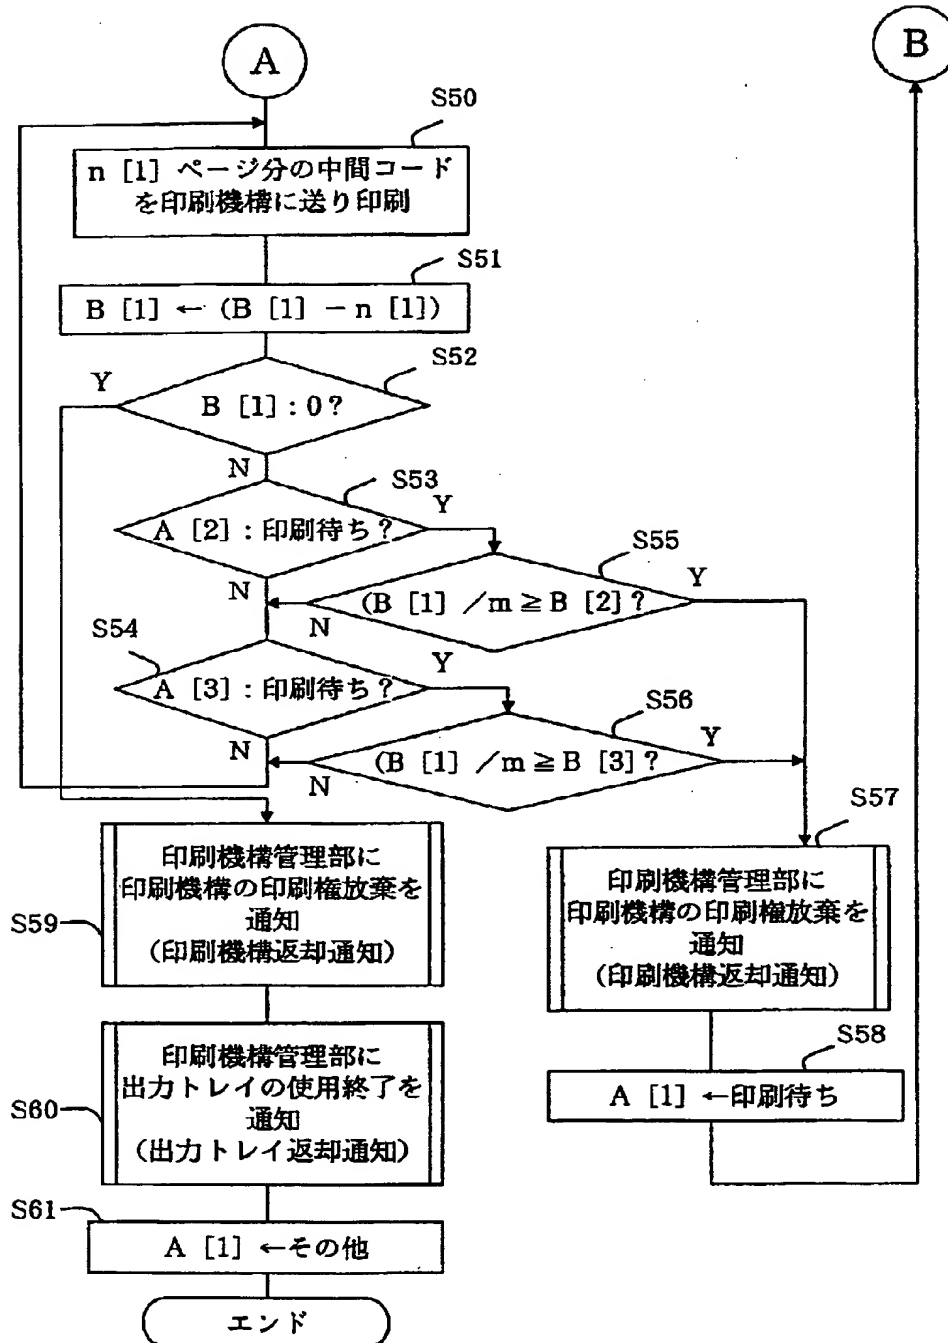 A
B
S50
n [1] ページ分の中間コード
を印刷機構に送り印刷
S51
B [1] ← (B [1] －n [1])
S52
Y
B [1] : 0 ?
N
S53
Y
A [2] : 印刷待ち?
N
S55
Y
(B [1] ／m ≧ B [2] ?
N
S54
Y
A [3] : 印刷待ち?
N
S56
Y
(B [1] ／m ≧ B [3] ?
N
S59
印刷機構管理部に
印刷機構の印刷権放棄を
通知
(印刷機構返却通知)
S57
印刷機構管理部に
印刷機構の印刷権放棄を
通知
(印刷機構返却通知)
S58
A [1] ←印刷待ち
S60
印刷機構管理部に
出力トレイの使用終了を
通知
(出力トレイ返却通知)
S61
A [1] ←その他
エンド